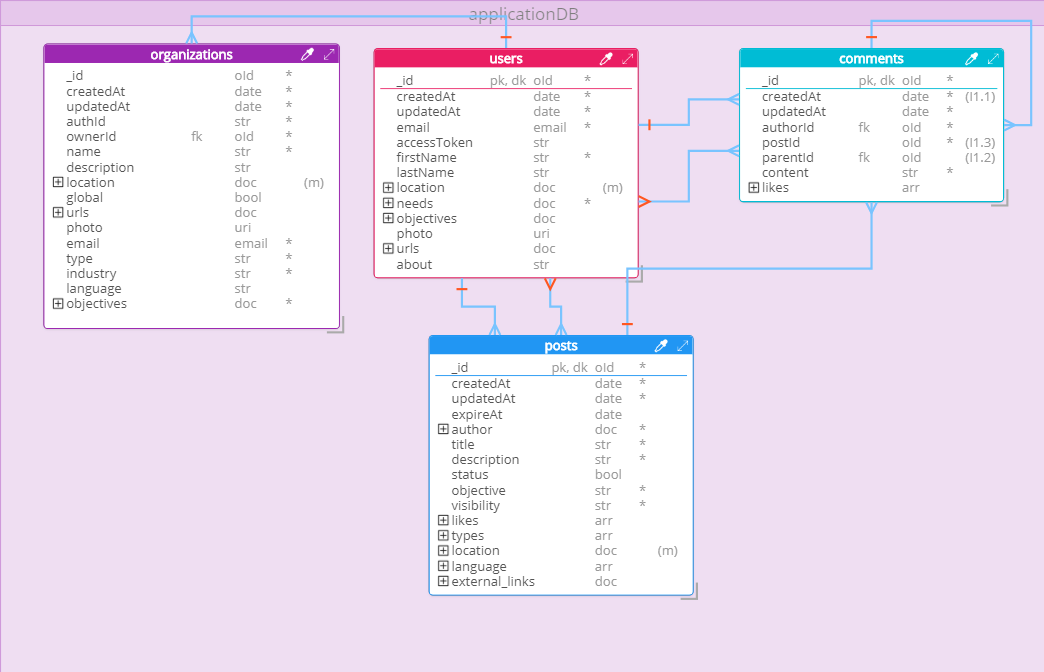 applicationDB
organizations
_id oId *
createdAt date *
updatedAt date *
authId str *
ownerId fk oId *
name str *
description str
location doc (m)
global bool
urls doc
photo uri
email email *
type str *
industry str *
language str
objectives doc *
users
_id pk, dk oId *
createdAt date *
updatedAt date *
email email *
accessToken str
firstName str *
lastName str
location doc (m)
needs doc *
objectives doc
photo uri
urls doc
about str
comments
_id pk, dk oId *
createdAt date * (I1.1)
updatedAt date *
authorId fk oId *
postId oId * (I1.3)
parentId fk oId (I1.2)
content str *
likes arr
posts
_id pk, dk oId *
createdAt date *
updatedAt date *
expireAt date
author doc *
title str *
description str *
status bool
objective str *
visibility str *
likes arr
types arr
location doc (m)
language arr
external_links doc